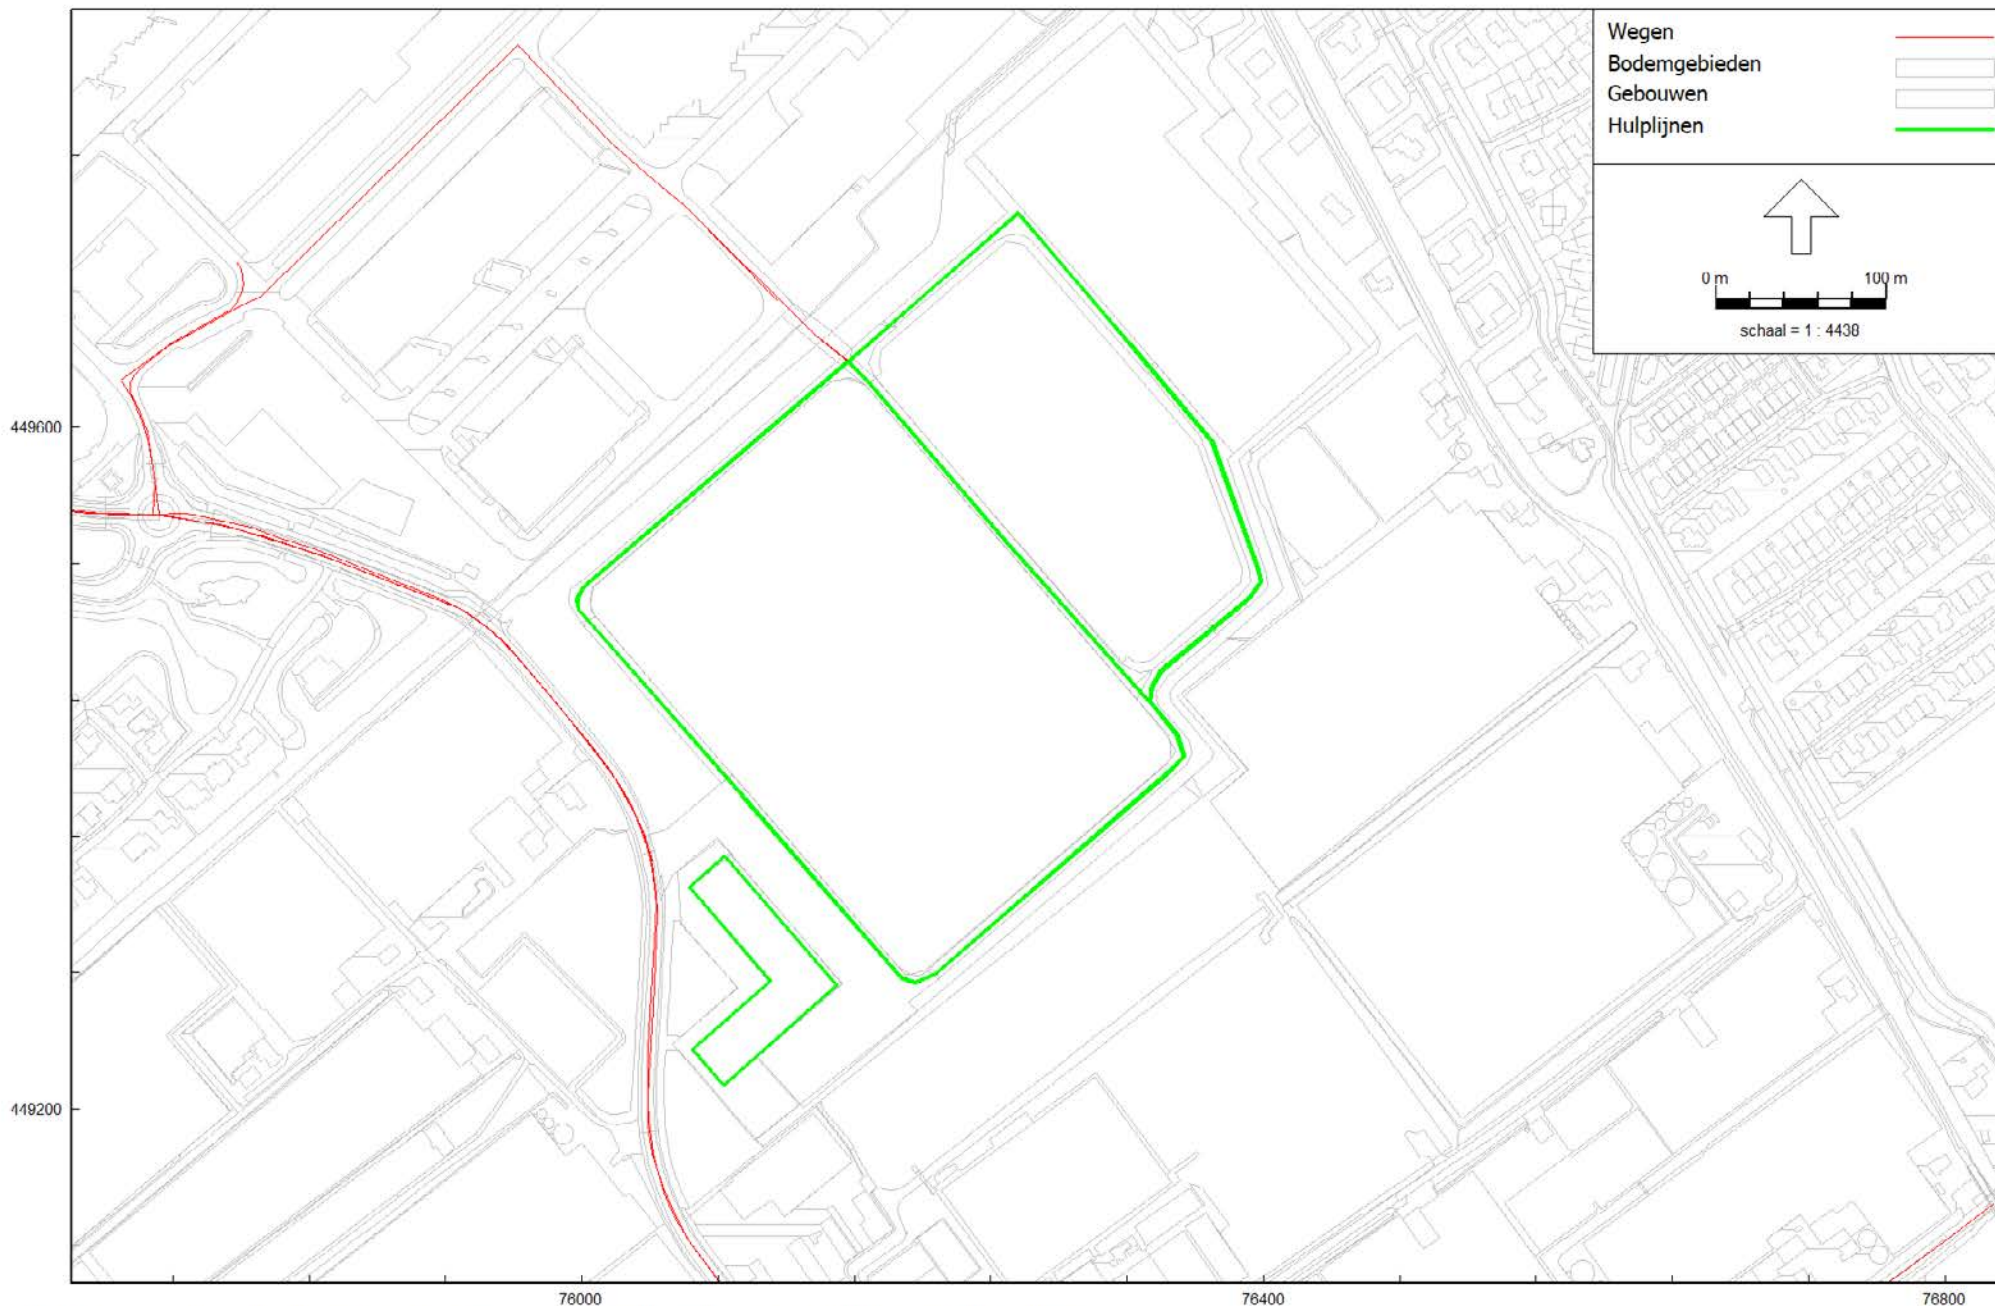 Wegen
Bodemgebieden
Gebouwen
Hulplijnen
0 m 100 m
schaal = 1 : 4438
449600
449200
76000 76400 76800